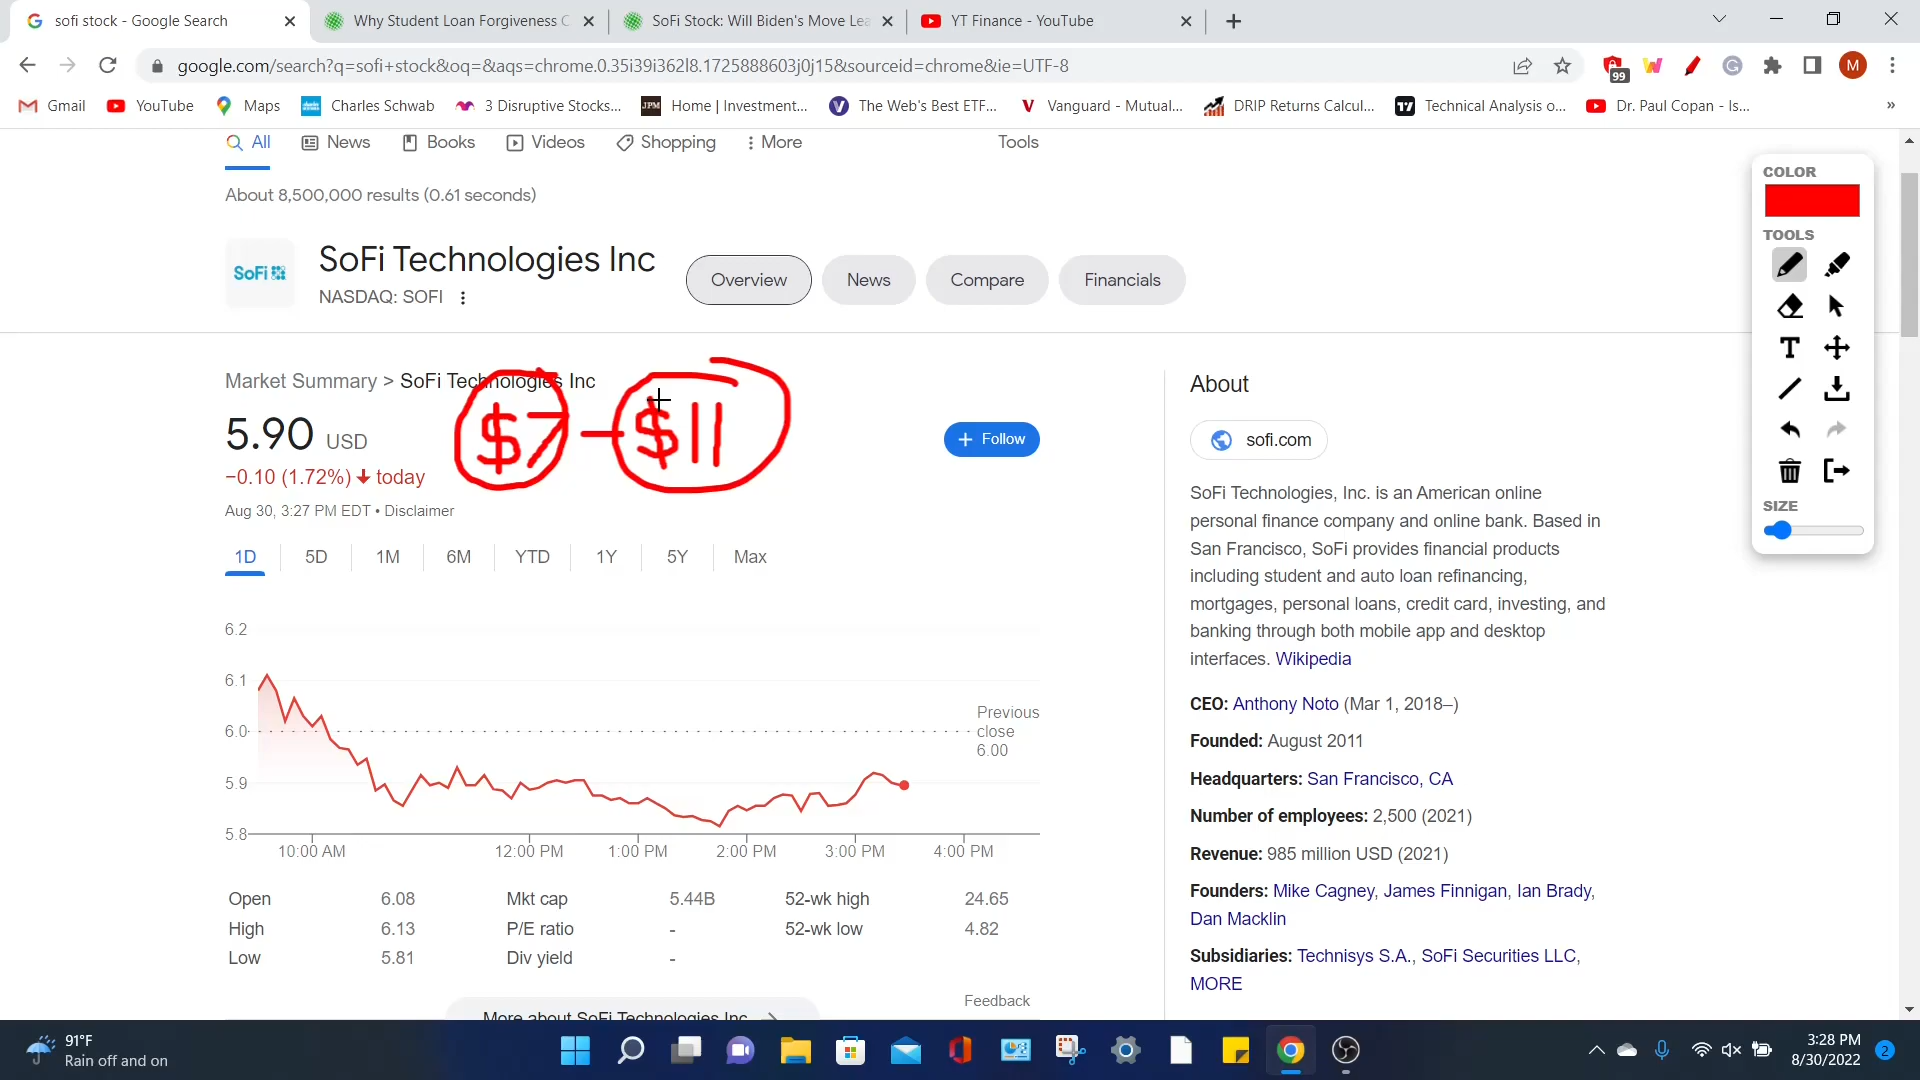 sofi stock - Google Search
Why Student Loan Forgiveness C
SoFi Stock: Will Biden's Move Lea
YT Finance - YouTube
google.com/search?q=sofi+stock&oq=&aqs=chrome.0.35i39i362l8.1725888603j0j15&sourceid=chrome&ie=UTF-8
99
M
Gmail
YouTube
Maps
Charles Schwab
3 Disruptive Stocks...
JPM
Home | Investment...
The Web's Best ETF...
Vanguard - Mutual...
DRIP Returns Calcul...
Technical Analysis o...
Dr. Paul Copan - Is...
»
All
News
Books
Videos
Shopping
More
Tools
About 8,500,000 results (0.61 seconds)
SoFi
SoFi Technologies Inc
NASDAQ: SOFI
Overview
News
Compare
Financials
Market Summary > SoFi Technologies Inc
5.90 USD
−0.10 (1.72%) today
Aug 30, 3:27 PM EDT • Disclaimer
$7 - $11
+ Follow
1D
5D
1M
6M
YTD
1Y
5Y
Max
6.2
6.1
6.0
5.9
5.8
Previous
close
6.00
10:00 AM
12:00 PM
1:00 PM
2:00 PM
3:00 PM
4:00 PM
Open 6.08
Mkt cap 5.44B
52-wk high 24.65
High 6.13
P/E ratio -
52-wk low 4.82
Low 5.81
Div yield -
Feedback
More about SoFi Technologies Inc
About
sofi.com
SoFi Technologies, Inc. is an American online
personal finance company and online bank. Based in
San Francisco, SoFi provides financial products
including student and auto loan refinancing,
mortgages, personal loans, credit card, investing, and
banking through both mobile app and desktop
interfaces. Wikipedia
CEO: Anthony Noto (Mar 1, 2018–)
Founded: August 2011
Headquarters: San Francisco, CA
Number of employees: 2,500 (2021)
Revenue: 985 million USD (2021)
Founders: Mike Cagney, James Finnigan, Ian Brady,
Dan Macklin
Subsidiaries: Technisys S.A., SoFi Securities LLC,
MORE
COLOR
TOOLS
T
SIZE
91°F
Rain off and on
3:28 PM
8/30/2022
2